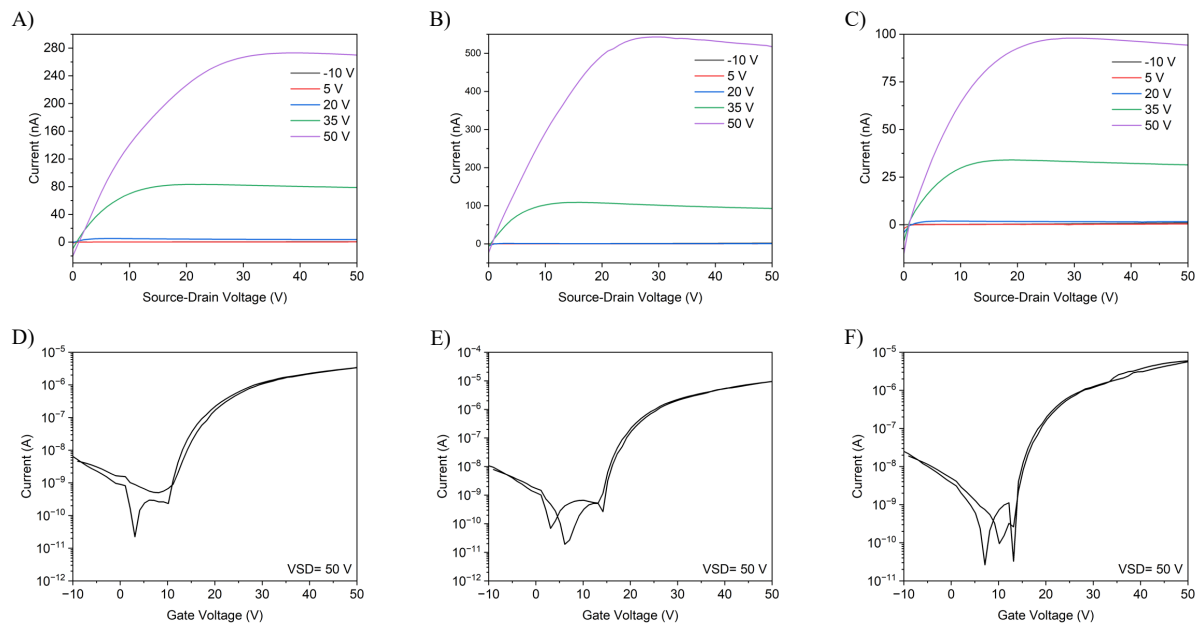 A)
280
240
200
160
120
80
40
0
Current (nA)
0 10 20 30 40 50
Source-Drain Voltage (V)
-10 V
5 V
20 V
35 V
50 V
B)
500
400
300
200
100
0
Current (nA)
0 10 20 30 40 50
Source-Drain Voltage (V)
-10 V
5 V
20 V
35 V
50 V
C)
100
75
50
25
0
Current (nA)
0 10 20 30 40 50
Source-Drain Voltage (V)
-10 V
5 V
20 V
35 V
50 V
D)
10⁻⁵
10⁻⁶
10⁻⁷
10⁻⁸
10⁻⁹
10⁻¹⁰
10⁻¹¹
10⁻¹²
Current (A)
VSD= 50 V
−10 0 10 20 30 40 50
Gate Voltage (V)
E)
10⁻⁴
10⁻⁵
10⁻⁶
10⁻⁷
10⁻⁸
10⁻⁹
10⁻¹⁰
10⁻¹¹
10⁻¹²
Current (A)
VSD= 50 V
−10 0 10 20 30 40 50
Gate Voltage (V)
F)
10⁻⁵
10⁻⁶
10⁻⁷
10⁻⁸
10⁻⁹
10⁻¹⁰
10⁻¹¹
Current (A)
VSD= 50 V
−10 0 10 20 30 40 50
Gate Voltage (V)